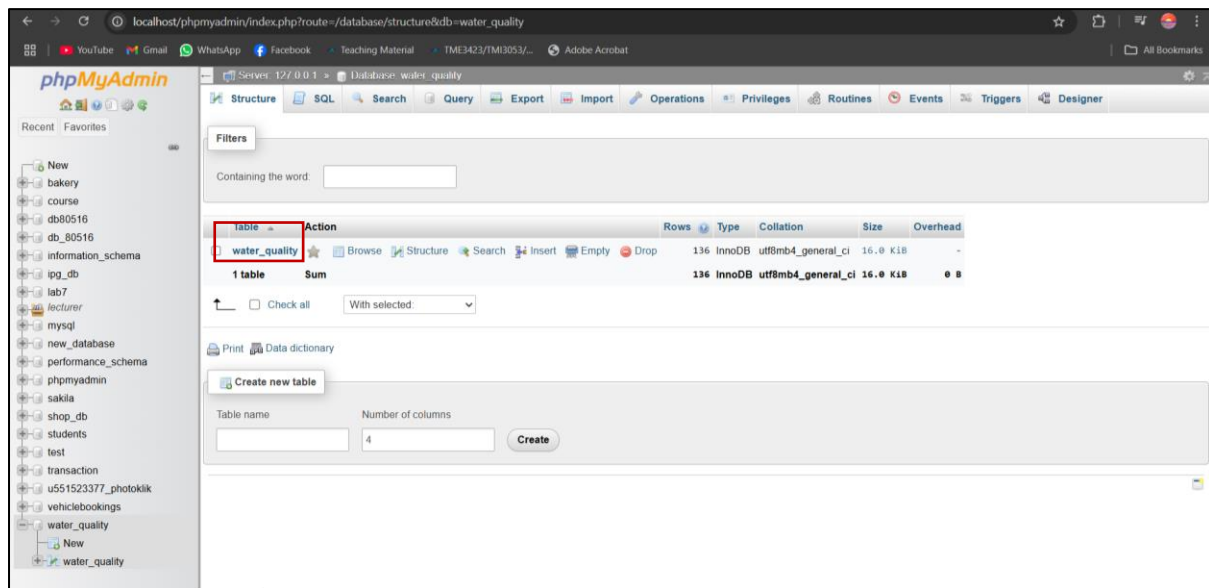 localhost/phpmyadmin/index.php?route=/database/structure&db=water_quality
YouTube Gmail WhatsApp Facebook Teaching Material TME3423/TMI3053/... Adobe Acrobat All Bookmarks
phpMyAdmin
Recent Favorites
New
bakery
course
db80516
db_80516
information_schema
ipg_db
lab7
lecturer
mysql
new_database
performance_schema
phpmyadmin
sakila
shop_db
students
test
transaction
u551523377_photoklik
vehiclebookings
water_quality
New
water_quality
Server: 127.0.0.1 » Database: water_quality
Structure SQL Search Query Export Import Operations Privileges Routines Events Triggers Designer
Filters
Containing the word:
Table Action Rows Type Collation Size Overhead
water_quality Browse Structure Search Insert Empty Drop 136 InnoDB utf8mb4_general_ci 16.0 KiB -
1 table Sum 136 InnoDB utf8mb4_general_ci 16.0 KiB 0 B
Check all With selected:
Print Data dictionary
Create new table
Table name Number of columns
4 Create